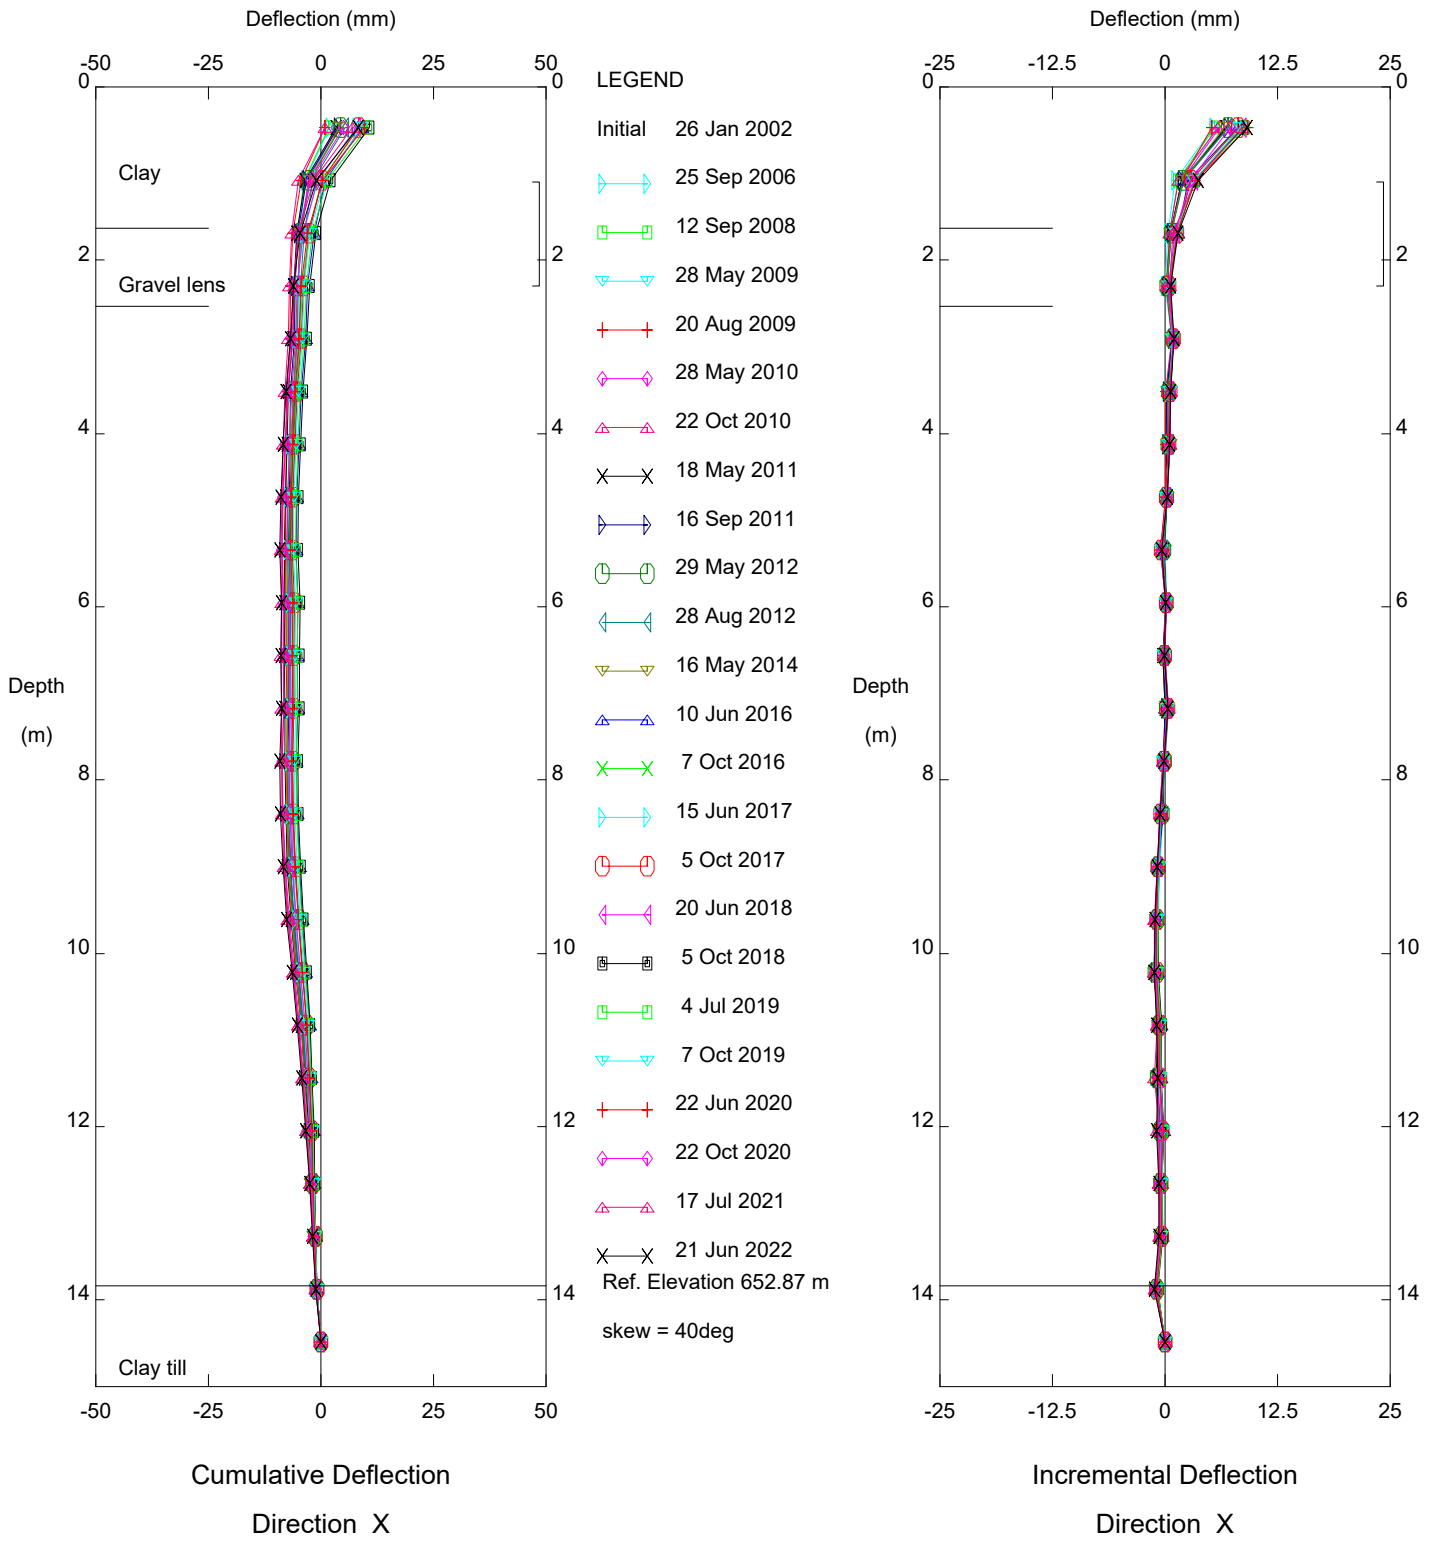 Deflection (mm)
-50 -25 0 25 50
0 0
Clay
2 2
Gravel lens
4 4
6 6
Depth
(m)
8 8
10 10
12 12
14 14
Clay till
-50 -25 0 25 50
Cumulative Deflection
Direction X
LEGEND
Initial 26 Jan 2002
25 Sep 2006
12 Sep 2008
28 May 2009
20 Aug 2009
28 May 2010
22 Oct 2010
18 May 2011
16 Sep 2011
29 May 2012
28 Aug 2012
16 May 2014
10 Jun 2016
7 Oct 2016
15 Jun 2017
5 Oct 2017
20 Jun 2018
5 Oct 2018
4 Jul 2019
7 Oct 2019
22 Jun 2020
22 Oct 2020
17 Jul 2021
21 Jun 2022
Ref. Elevation 652.87 m
skew = 40deg
Deflection (mm)
-25 -12.5 0 12.5 25
0 0
2 2
4 4
6 6
Depth
(m)
8 8
10 10
12 12
14 14
-25 -12.5 0 12.5 25
Incremental Deflection
Direction X